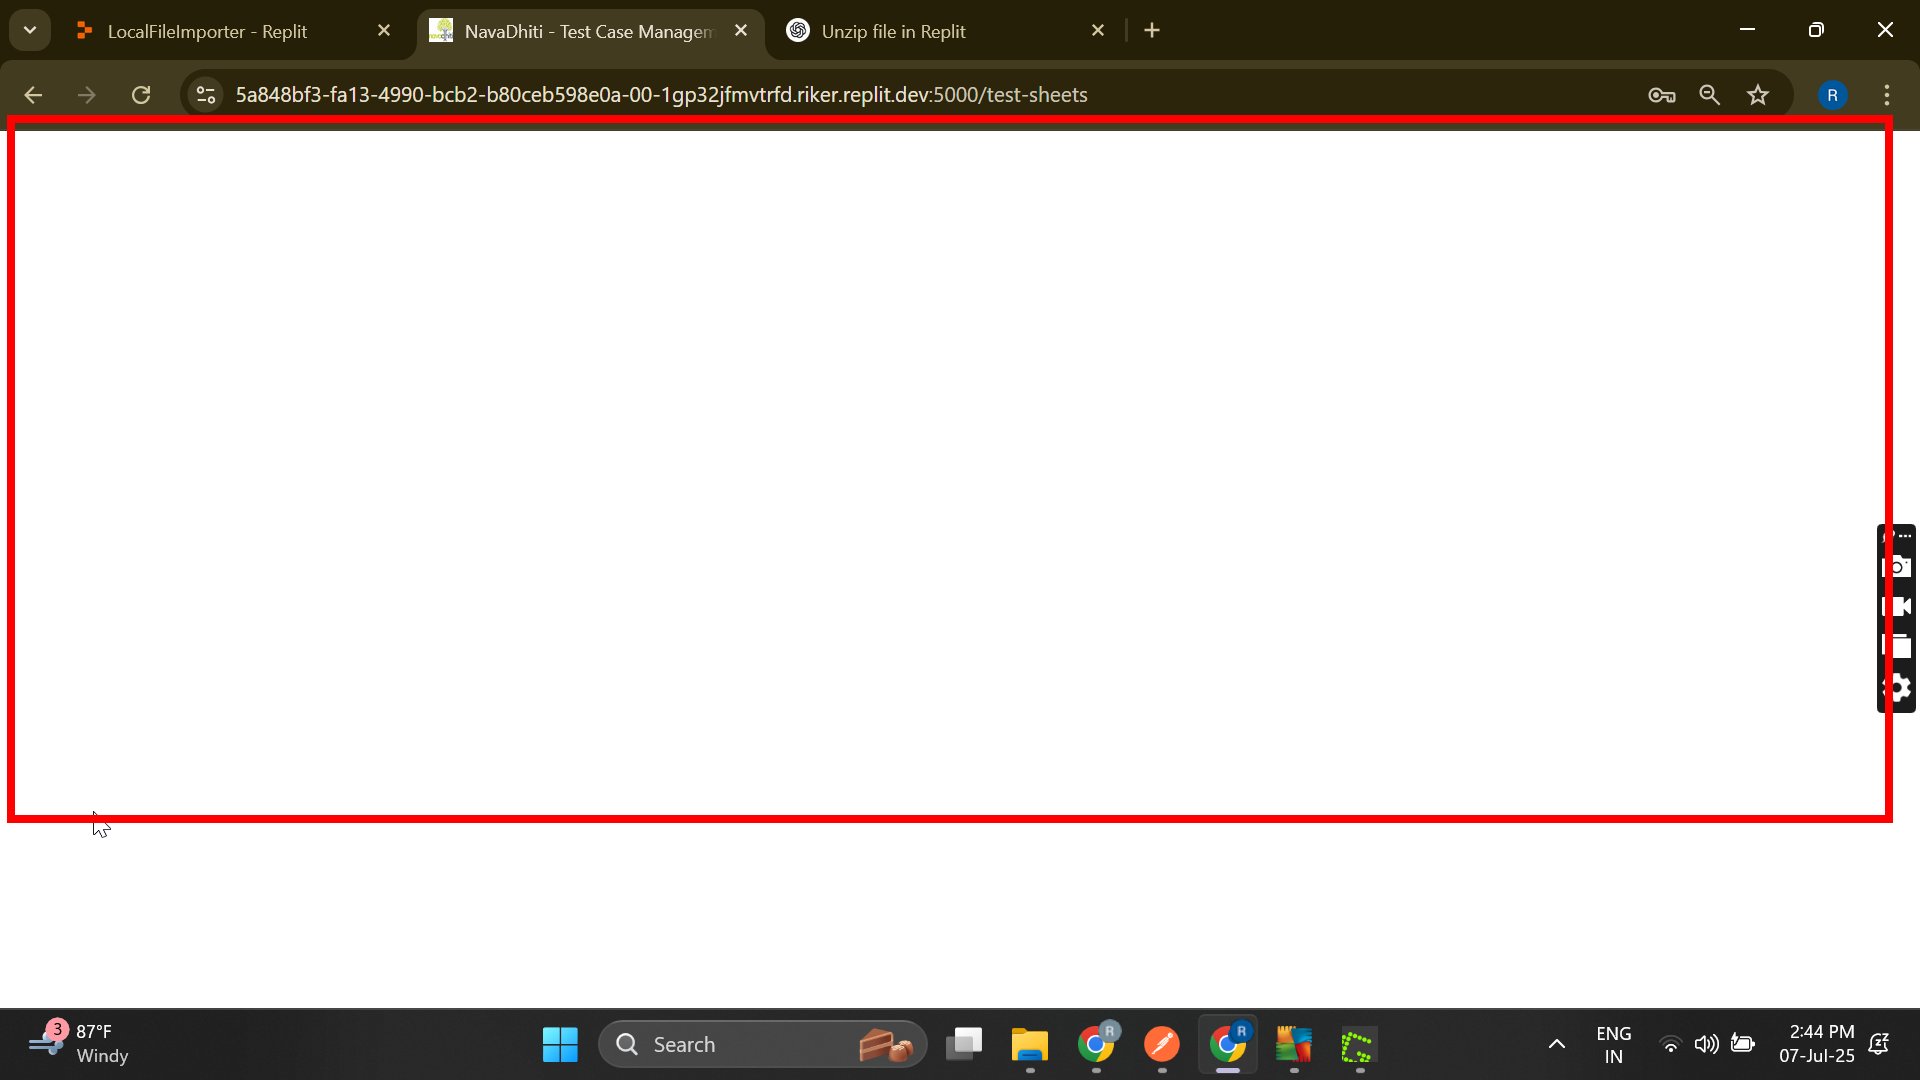 LocalFileImporter - Replit
NavaDhiti - Test Case Managem
Unzip file in Replit
5a848bf3-fa13-4990-bcb2-b80ceb598e0a-00-1gp32jfmvtrfd.riker.replit.dev:5000/test-sheets
R
3
87°F
Windy
Search
R
R
ENG
IN
2:44 PM
07-Jul-25